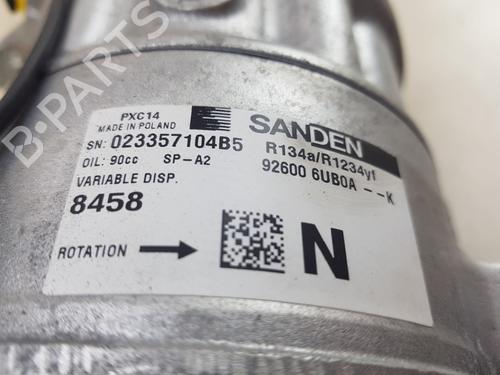 PXC14
MADE IN POLAND
SANDEN
SN: 023357104B5
R134a/R1234yf
OIL: 90cc SP-A2
92600 6UB0A --K
VARIABLE DISP.
8458
ROTATION
N
B-PARTS